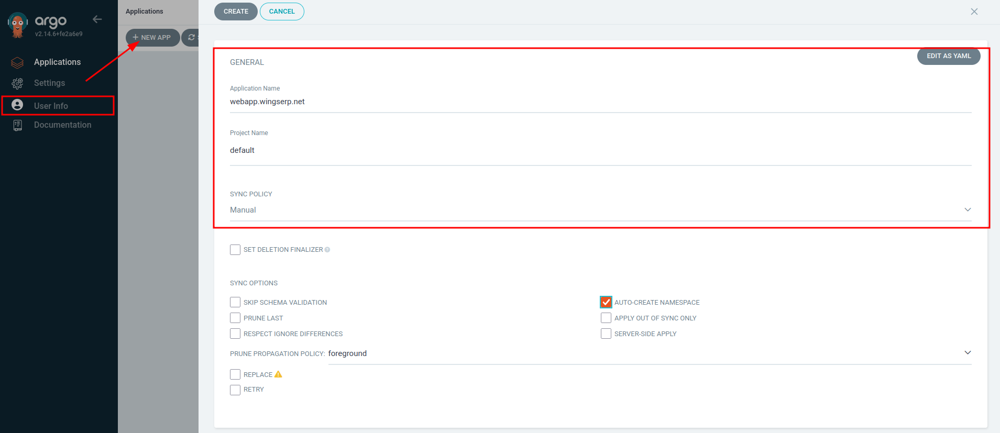 argo
v2.14.6+fe2a6e9
Applications
Settings
User Info
Documentation
Applications
+ NEW APP
CREATE
CANCEL
GENERAL
EDIT AS YAML
Application Name
webapp.wingserp.net
Project Name
default
SYNC POLICY
Manual
SET DELETION FINALIZER
SYNC OPTIONS
SKIP SCHEMA VALIDATION
AUTO-CREATE NAMESPACE
PRUNE LAST
APPLY OUT OF SYNC ONLY
RESPECT IGNORE DIFFERENCES
SERVER-SIDE APPLY
PRUNE PROPAGATION POLICY: foreground
REPLACE
RETRY